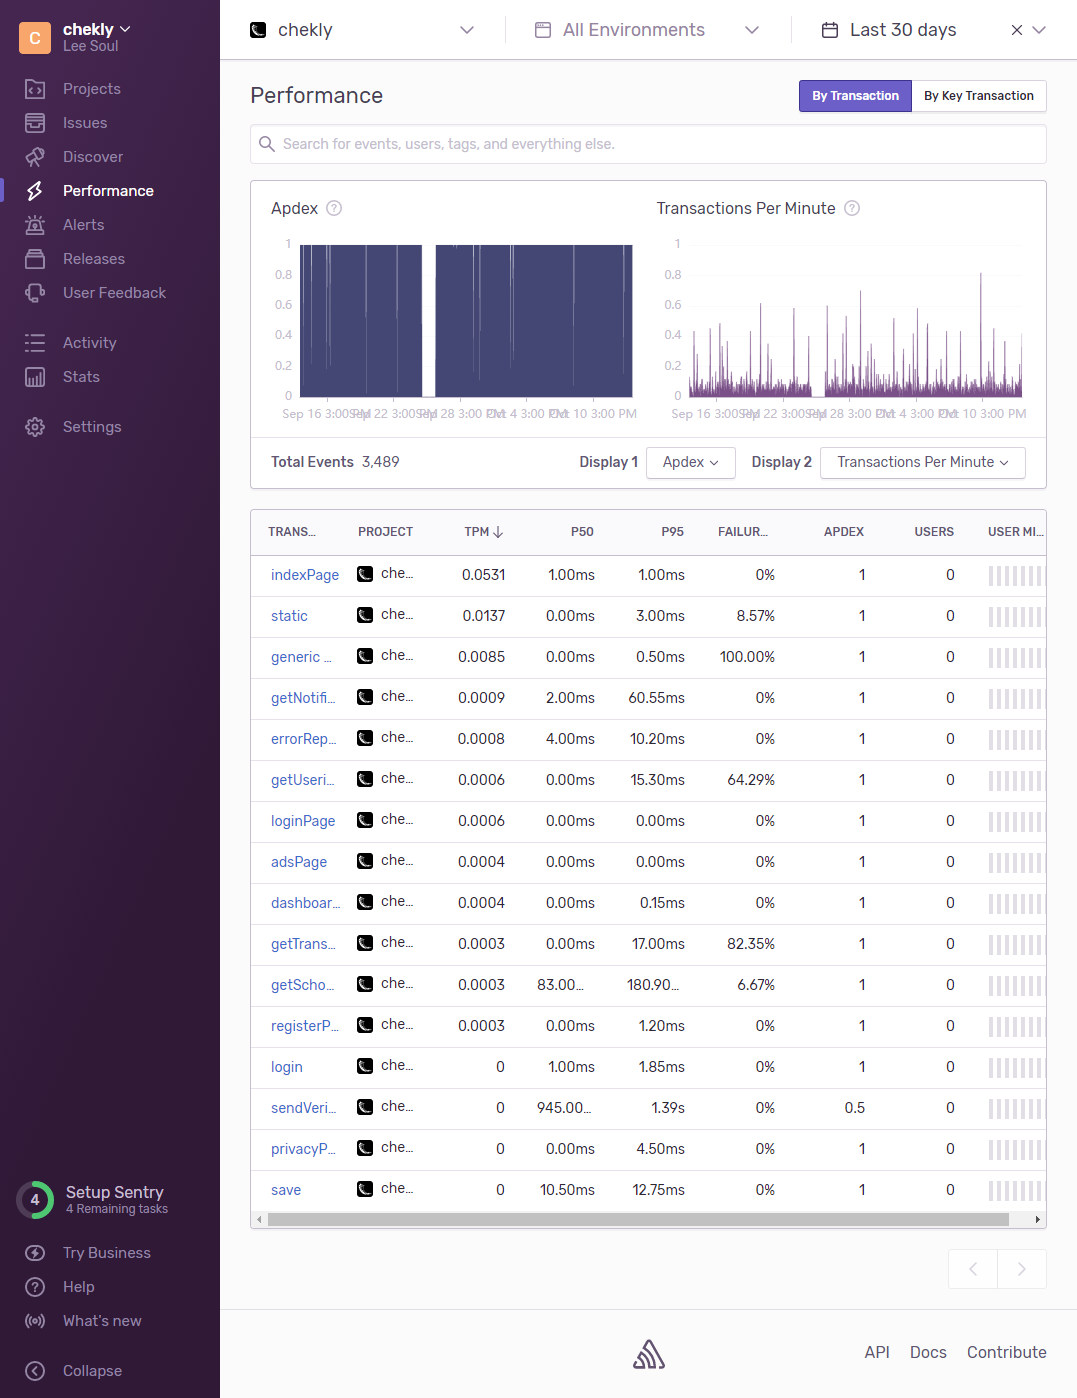 C
chekly
Lee Soul
Projects
Issues
Discover
Performance
Alerts
Releases
User Feedback
Activity
Stats
Settings
4
Setup Sentry
4 Remaining tasks
Try Business
Help
What's new
Collapse
chekly
All Environments
Last 30 days
Performance
By Transaction
By Key Transaction
Search for events, users, tags, and everything else.
Apdex ?
1
0.8
0.6
0.4
0.2
0
Sep 16 3:00 PM
Sep 22 3:00 PM
Sep 28 3:00 PM
Oct 4 3:00 PM
Oct 10 3:00 PM
Transactions Per Minute ?
1
0.8
0.6
0.4
0.2
0
Sep 16 3:00 PM
Sep 22 3:00 PM
Sep 28 3:00 PM
Oct 4 3:00 PM
Oct 10 3:00 PM
Total Events 3,489
Display 1 Apdex
Display 2 Transactions Per Minute
TRANS... PROJECT TPM P50 P95 FAILUR... APDEX USERS USER MI...
indexPage che... 0.0531 1.00ms 1.00ms 0% 1 0
static che... 0.0137 0.00ms 3.00ms 8.57% 1 0
generic ... che... 0.0085 0.00ms 0.50ms 100.00% 1 0
getNotifi... che... 0.0009 2.00ms 60.55ms 0% 1 0
errorRep... che... 0.0008 4.00ms 10.20ms 0% 1 0
getUseri... che... 0.0006 0.00ms 15.30ms 64.29% 1 0
loginPage che... 0.0006 0.00ms 0.00ms 0% 1 0
adsPage che... 0.0004 0.00ms 0.00ms 0% 1 0
dashboar... che... 0.0004 0.00ms 0.15ms 0% 1 0
getTrans... che... 0.0003 0.00ms 17.00ms 82.35% 1 0
getScho... che... 0.0003 83.00... 180.90... 6.67% 1 0
registerP... che... 0.0003 0.00ms 1.20ms 0% 1 0
login che... 0 1.00ms 1.85ms 0% 1 0
sendVeri... che... 0 945.00... 1.39s 0% 0.5 0
privacyP... che... 0 0.00ms 4.50ms 0% 1 0
save che... 0 10.50ms 12.75ms 0% 1 0
API Docs Contribute